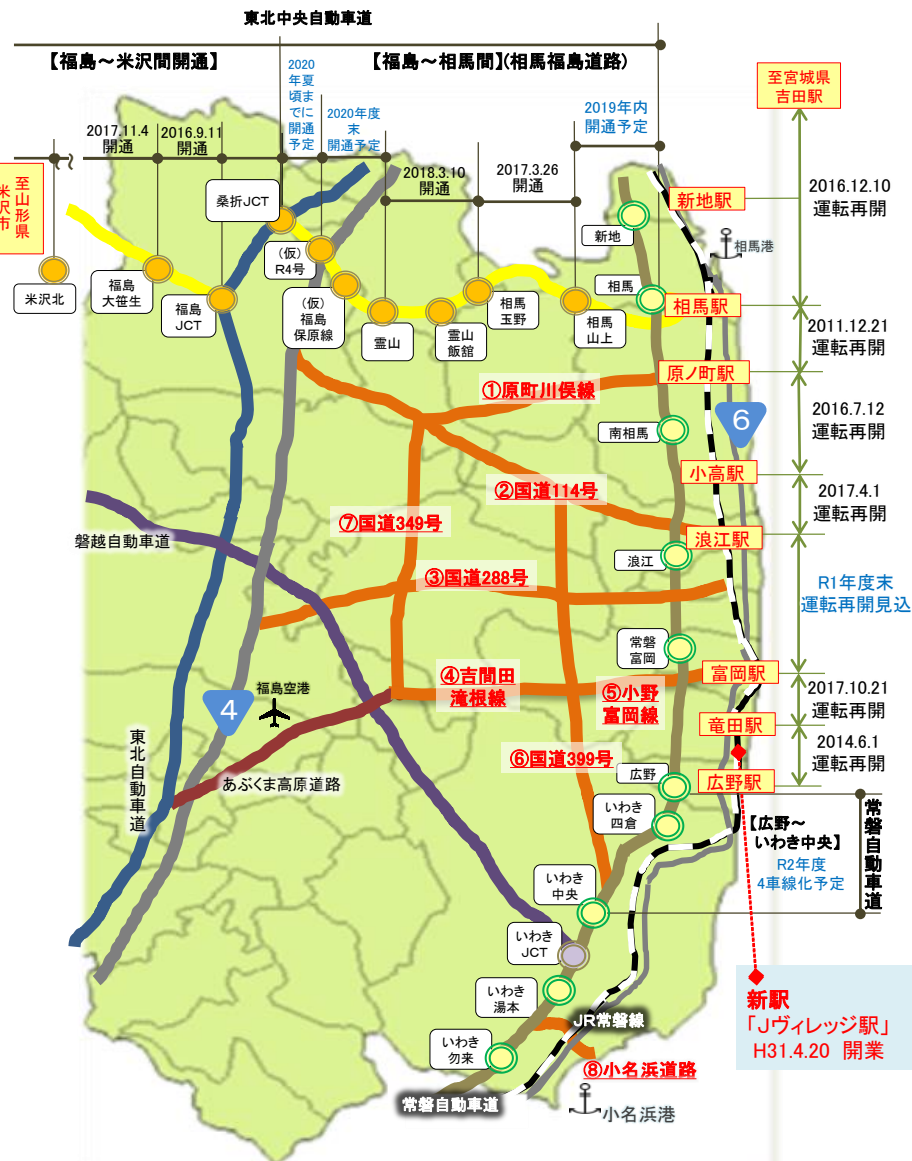 東北中央自動車道
【福島～米沢間開通】
【福島～相馬間】(相馬福島道路)
2020
年夏
頃ま
でに
開通
予定
2020年度
末
開通予定
2019年内
開通予定
至宮城県
吉田駅
2017.11.4
開通
2016.9.11
開通
2018.3.10
開通
2017.3.26
開通
至山形県
米沢市
米沢北
福島
大笹生
福島
JCT
桑折JCT
(仮)
R4号
(仮)
福島
保原線
霊山
霊山
飯舘
相馬
玉野
相馬
山上
新地
相馬
新地駅
相馬港
相馬駅
2016.12.10
運転再開
2011.12.21
運転再開
原ノ町駅
①原町川俣線
南相馬
6
2016.7.12
運転再開
小高駅
②国道114号
2017.4.1
運転再開
⑦国道349号
浪江駅
磐越自動車道
浪江
③国道288号
R1年度末
運転再開見込
常磐
富岡
④吉間田
滝根線
⑤小野
富岡線
富岡駅
4
福島空港
2017.10.21
運転再開
竜田駅
⑥国道399号
2014.6.1
運転再開
東北自動車道
あぶくま高原道路
広野
広野駅
いわき
四倉
【広野～
いわき中央】
R2年度
4車線化予定
常磐自動車道
いわき
中央
いわき
JCT
いわき
湯本
JR常磐線
新駅
「Jヴィレッジ駅」
H31.4.20 開業
いわき
勿来
⑧小名浜道路
常磐自動車道
小名浜港